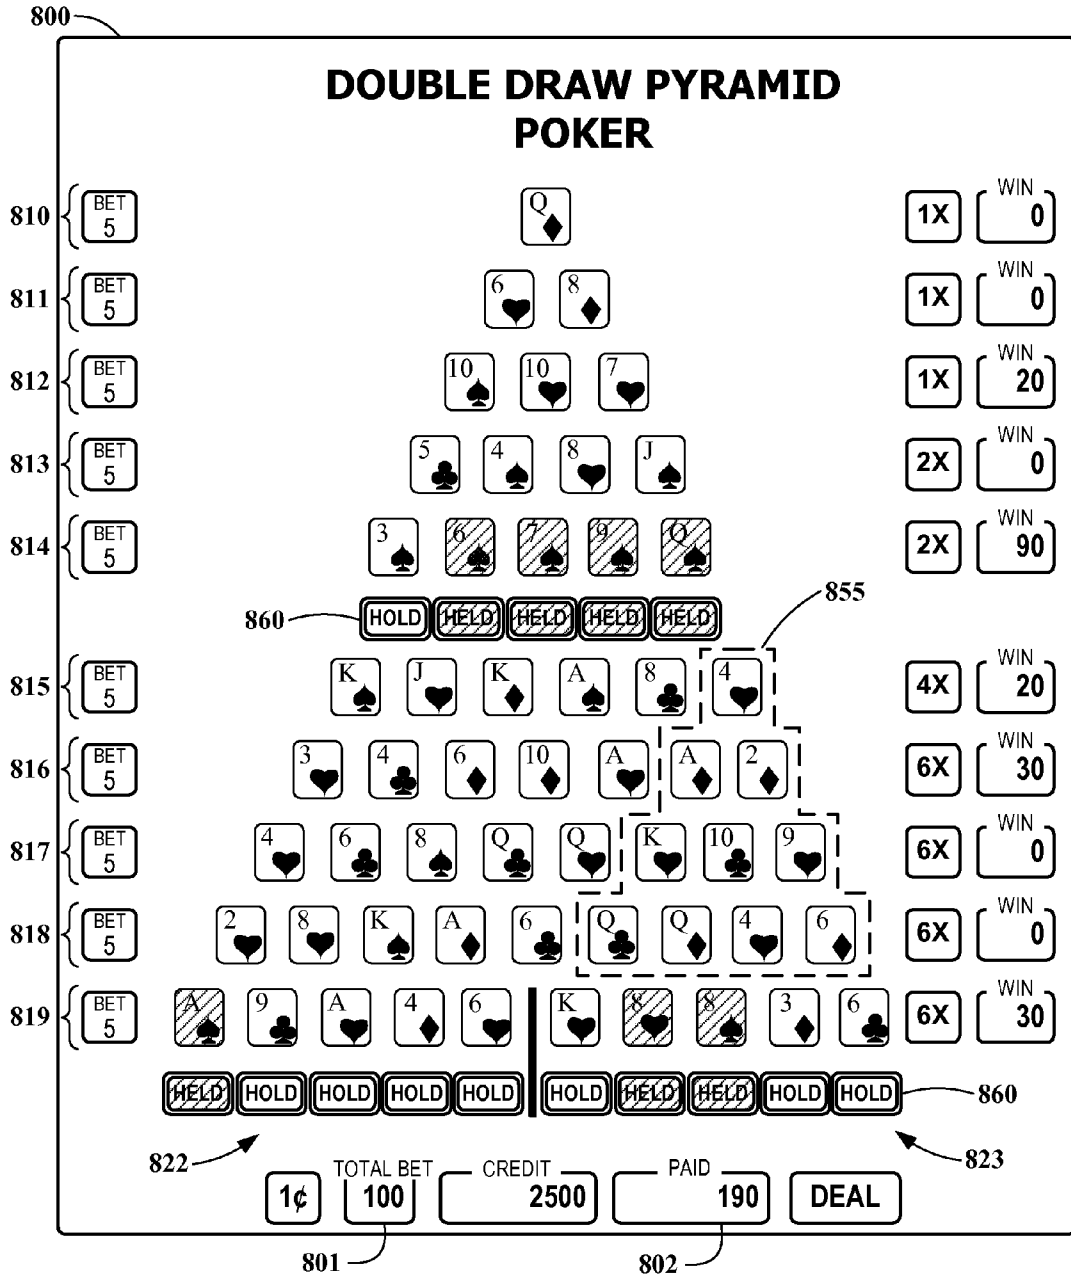 800
DOUBLE DRAW PYRAMID
POKER
810 BET 5 Q 1X WIN 0
811 BET 5 6 8 1X WIN 0
812 BET 5 10 10 7 1X WIN 20
813 BET 5 5 4 8 J 2X WIN 0
814 BET 5 3 6 7 9 Q 2X WIN 90
860 HOLD HELD HELD HELD HELD 855
815 BET 5 K J K A 8 4 4X WIN 20
816 BET 5 3 4 6 10 A A 2 6X WIN 30
817 BET 5 4 6 8 Q Q K 10 9 6X WIN 0
818 BET 5 2 8 K A 6 Q Q 4 6 6X WIN 0
819 BET 5 A 9 A 4 6 K 8 8 3 6 6X WIN 30
HELD HOLD HOLD HOLD HOLD HOLD HELD HELD HOLD HOLD 860
822 823
TOTAL BET CREDIT PAID
1¢ 100 2500 190 DEAL
801 802